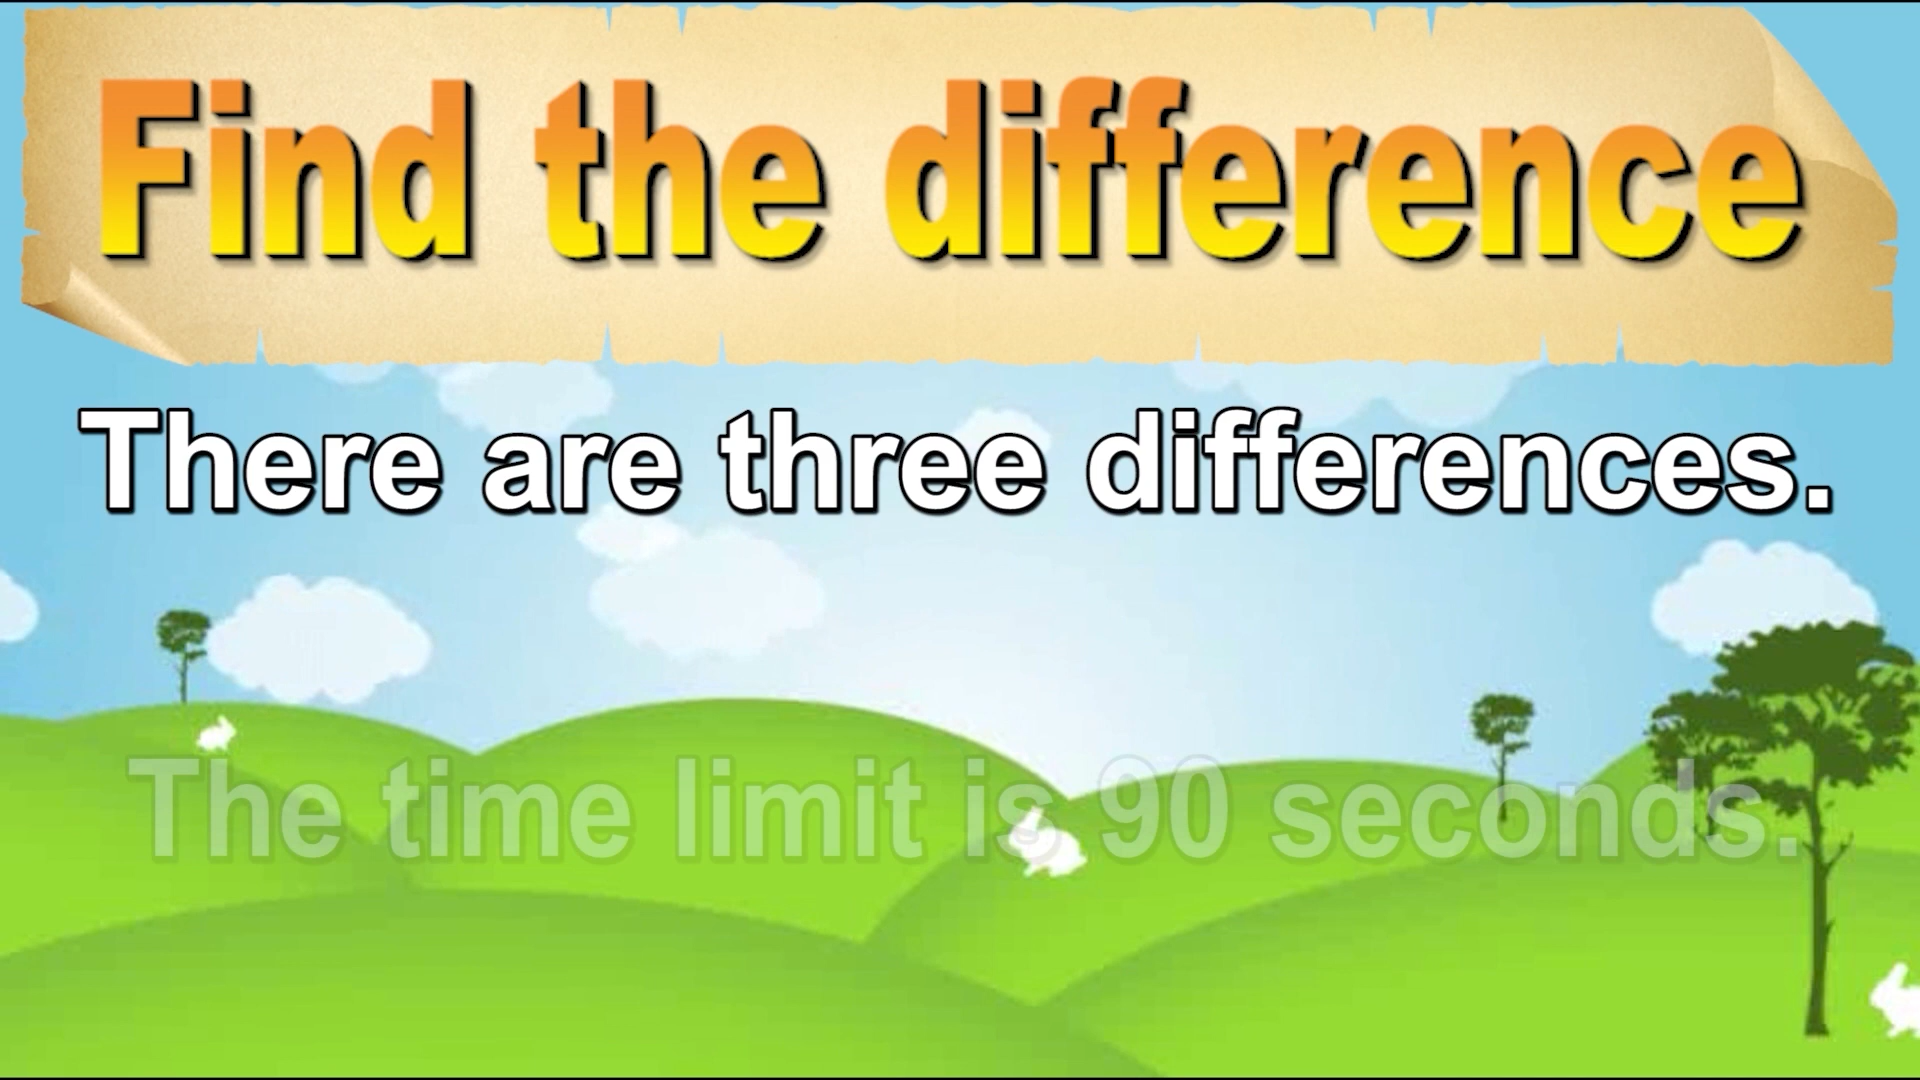 Find the difference
There are three differences.
The time limit is 90 seconds.